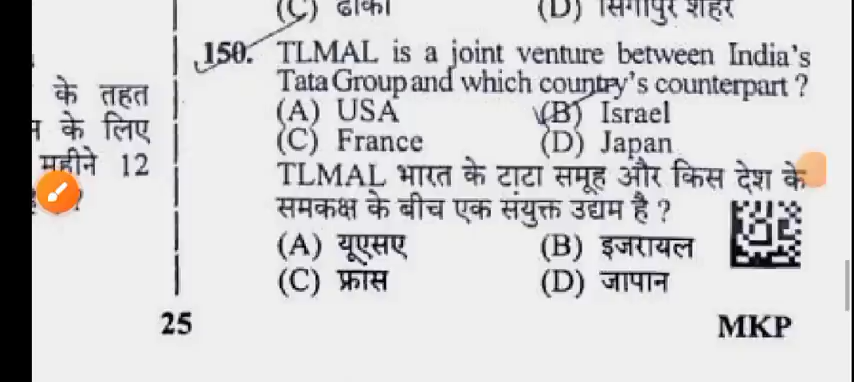 (C) ढाका (D) सिंगापुर शहर
के तहत
के लिए
महीने 12
?
150. TLMAL is a joint venture between India's
Tata Group and which country's counterpart ?
(A) USA (B) Israel
(C) France (D) Japan
TLMAL भारत के टाटा समूह और किस देश के
समकक्ष के बीच एक संयुक्त उद्यम है ?
(A) यूएसए (B) इजरायल
(C) फ्रांस (D) जापान
25 MKP